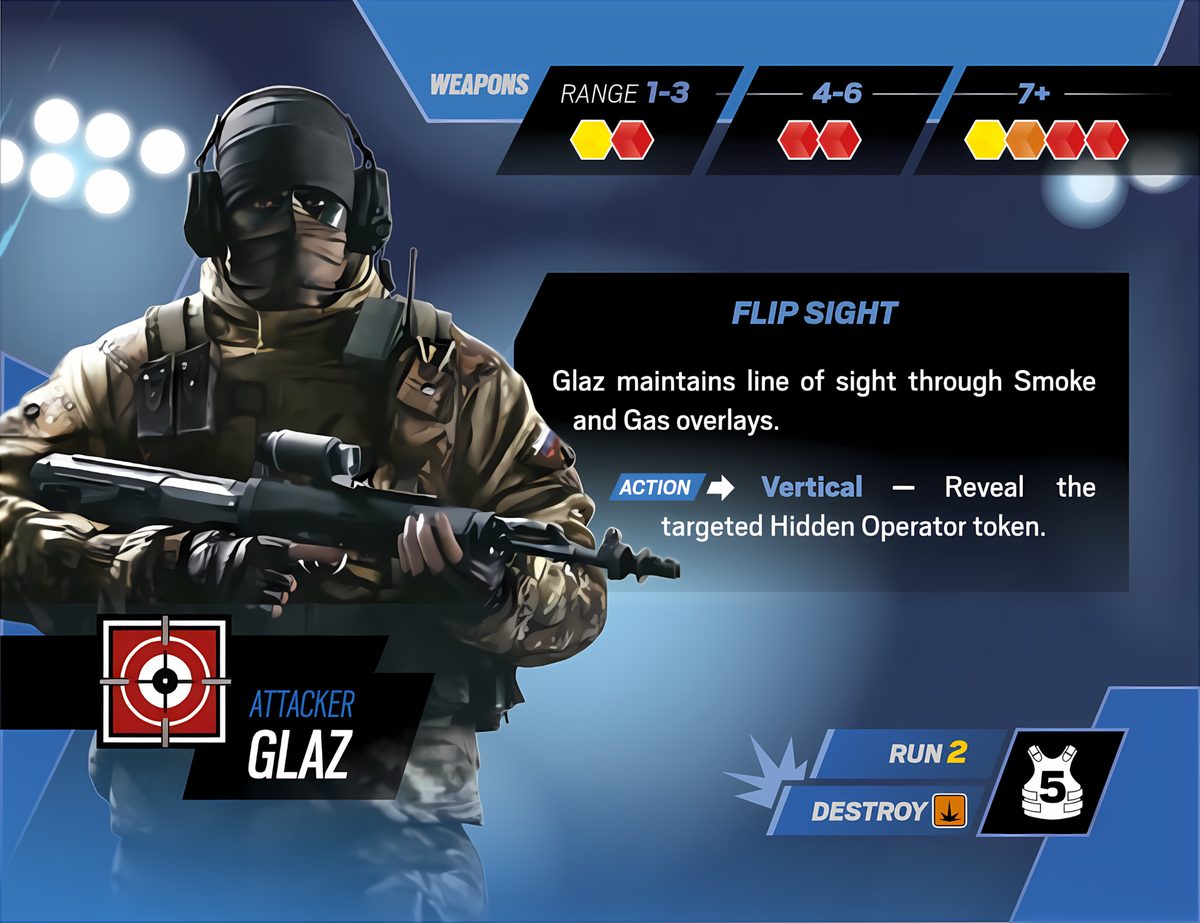 WEAPONS RANGE 1-3 4-6 7+
FLIP SIGHT
Glaz maintains line of sight through Smoke
and Gas overlays.
ACTION Vertical — Reveal the
targeted Hidden Operator token.
ATTACKER
GLAZ
RUN 2
DESTROY
5